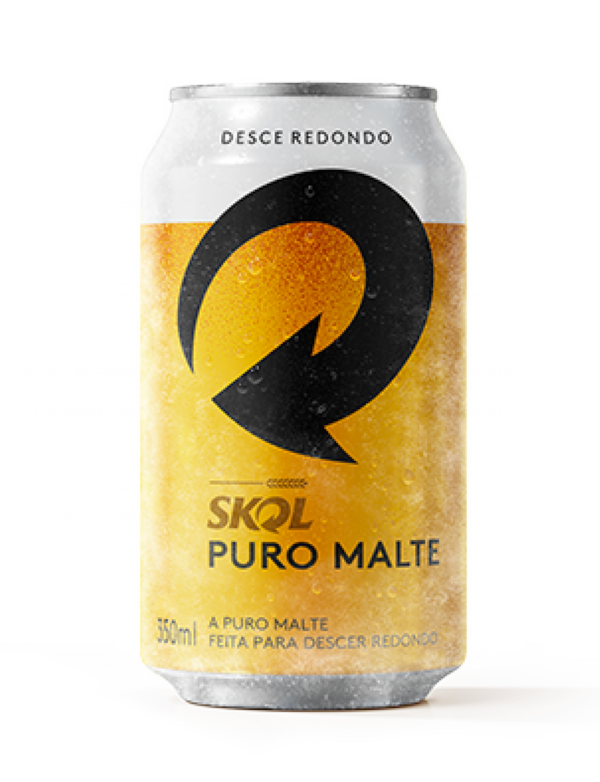 DESCE REDONDO
SKOL
PURO MALTE
350ml
A PURO MALTE
FEITA PARA DESCER REDONDO